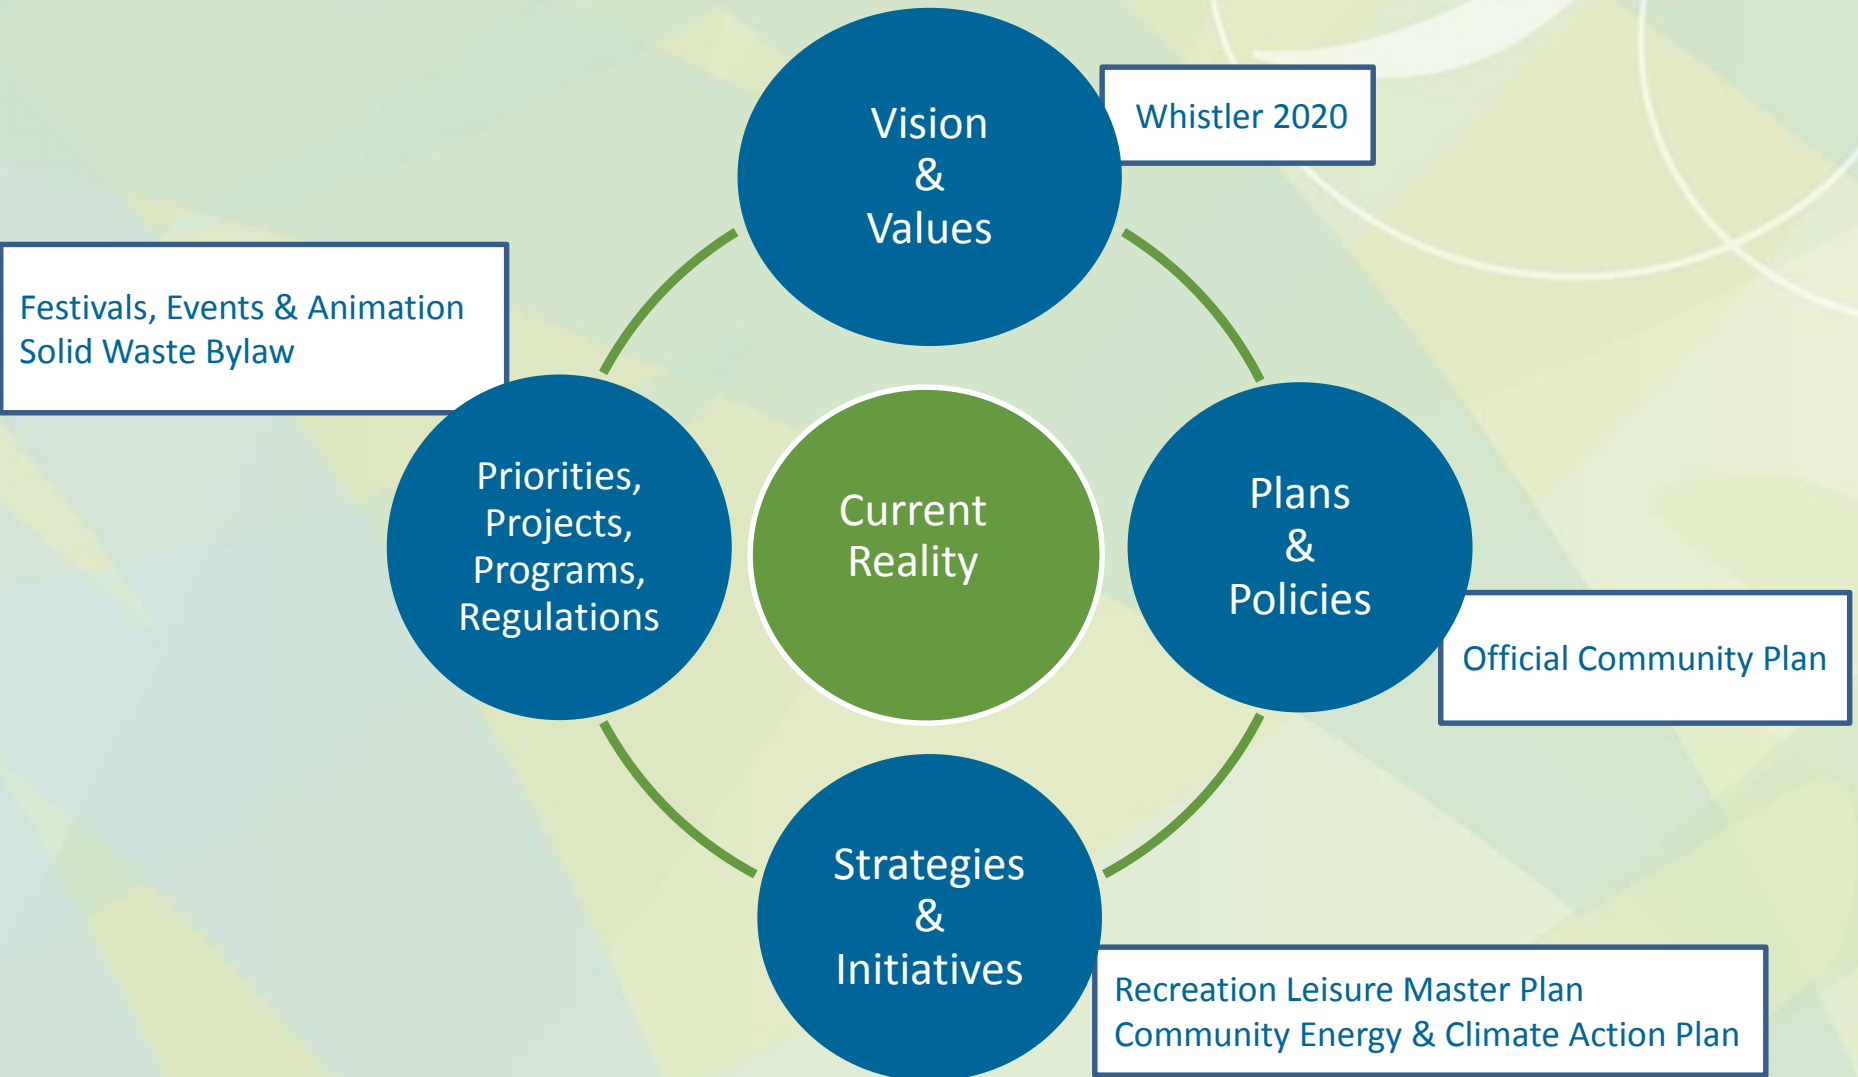 Vision
&
Values
Whistler 2020
Festivals, Events & Animation
Solid Waste Bylaw
Priorities,
Projects,
Programs,
Regulations
Current
Reality
Plans
&
Policies
Official Community Plan
Strategies
&
Initiatives
Recreation Leisure Master Plan
Community Energy & Climate Action Plan